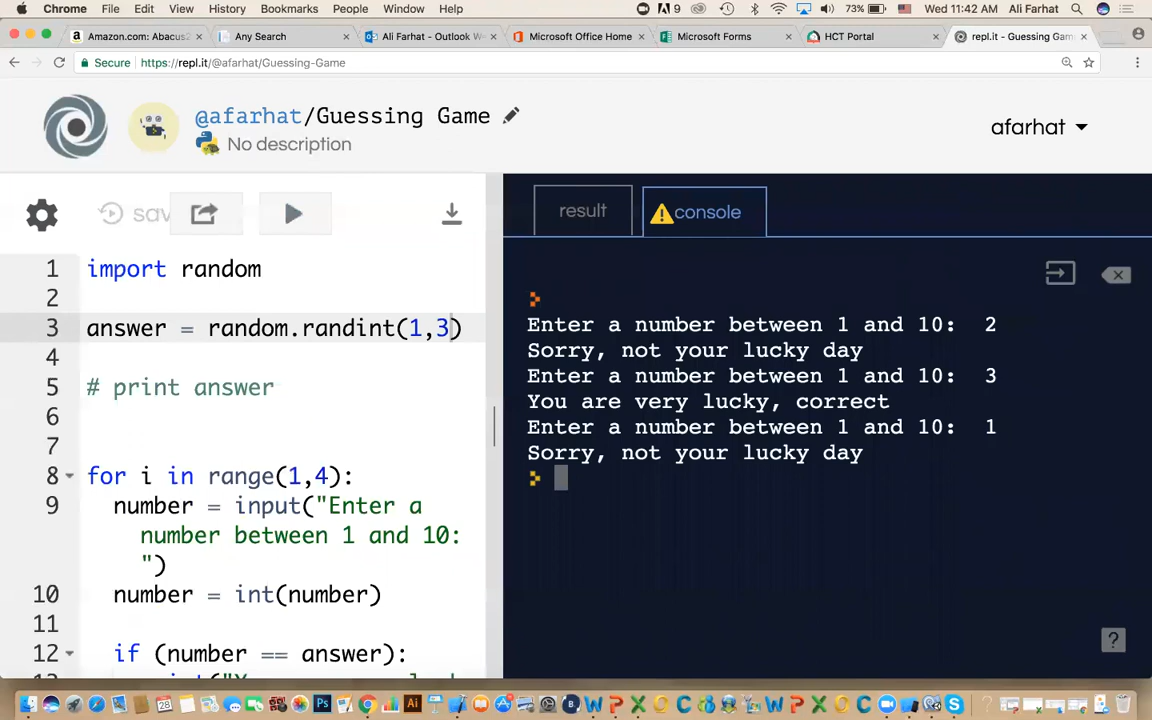 Chrome File Edit View History Bookmarks People Window Help 9 73% Wed 11:42 AM Ali Farhat
Amazon.com: Abacus2 Any Search Ali Farhat - Outlook W Microsoft Office Home Microsoft Forms HCT Portal repl.it - Guessing Gam
Secure https://repl.it/@afarhat/Guessing-Game
@afarhat/Guessing Game
No description
afarhat
sav
result console
1 import random
2
3 answer = random.randint(1,3)
4
5 # print answer
6
7
8 for i in range(1,4):
9 number = input("Enter a
number between 1 and 10:
")
10 number = int(number)
11
12 if (number == answer):
Enter a number between 1 and 10: 2
Sorry, not your lucky day
Enter a number between 1 and 10: 3
You are very lucky, correct
Enter a number between 1 and 10: 1
Sorry, not your lucky day
?